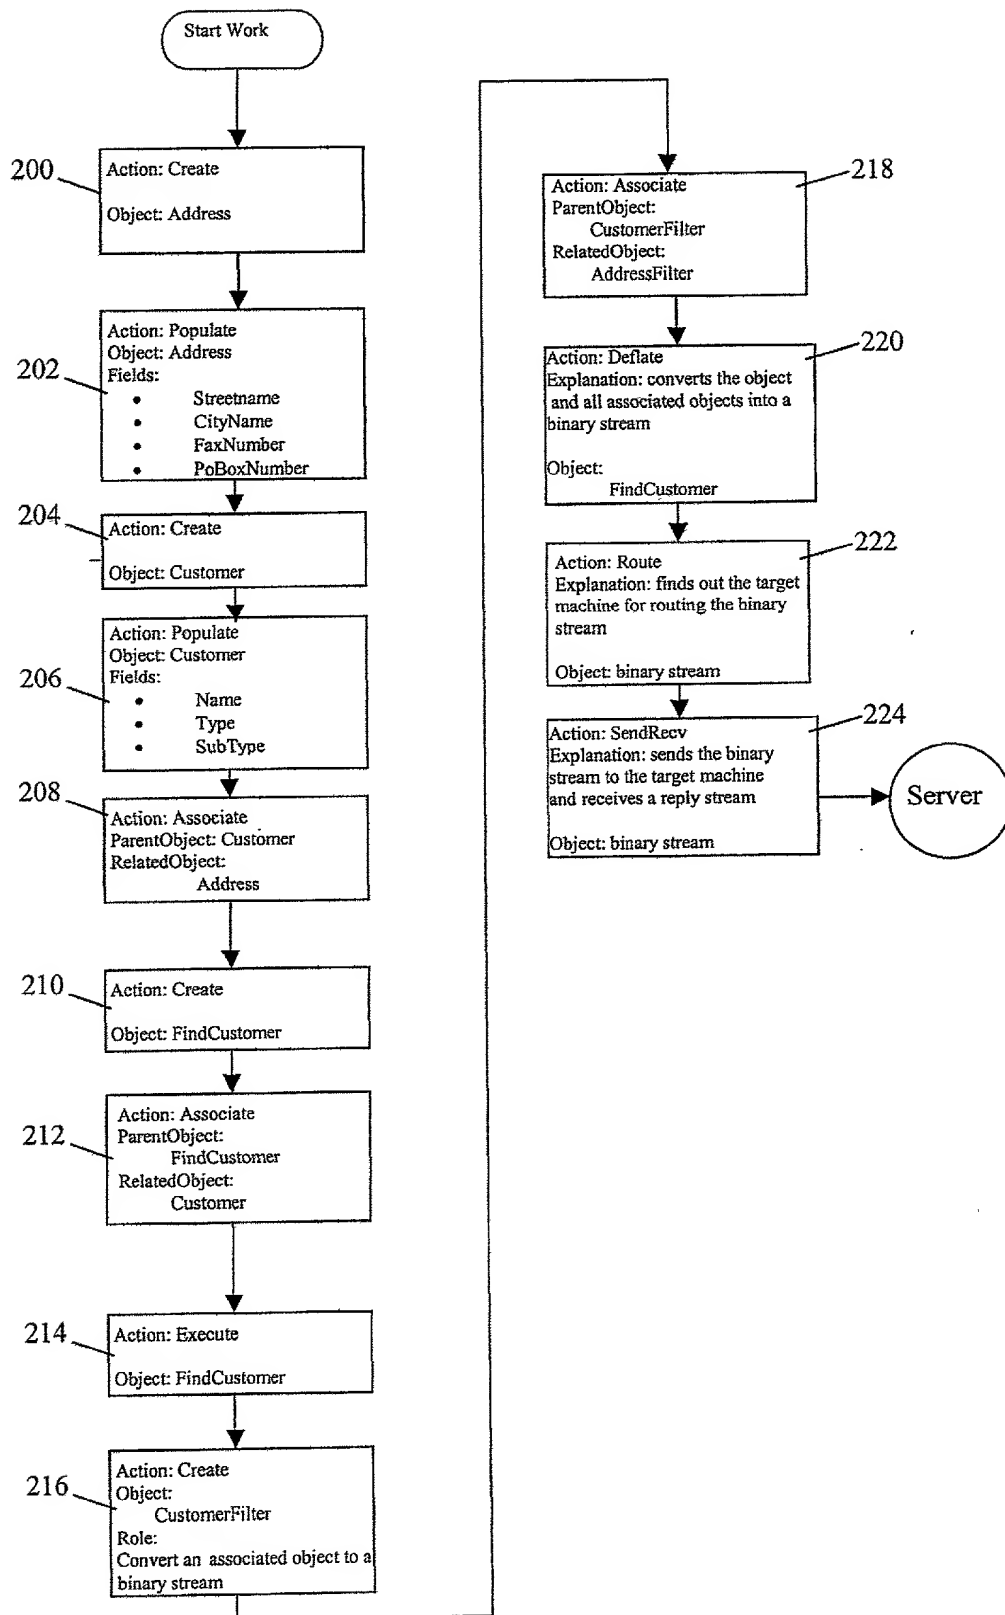 Start Work
200
Action: Create
Object: Address
202
Action: Populate
Object: Address
Fields:
• Streetname
• CityName
• FaxNumber
• PoBoxNumber
204
Action: Create
Object: Customer
206
Action: Populate
Object: Customer
Fields:
• Name
• Type
• SubType
208
Action: Associate
ParentObject: Customer
RelatedObject:
Address
210
Action: Create
Object: FindCustomer
212
Action: Associate
ParentObject:
FindCustomer
RelatedObject:
Customer
214
Action: Execute
Object: FindCustomer
216
Action: Create
Object:
CustomerFilter
Role:
Convert an associated object to a
binary stream
218
Action: Associate
ParentObject:
CustomerFilter
RelatedObject:
AddressFilter
220
Action: Deflate
Explanation: converts the object
and all associated objects into a
binary stream
Object:
FindCustomer
222
Action: Route
Explanation: finds out the target
machine for routing the binary
stream
Object: binary stream
224
Action: SendRecv
Explanation: sends the binary
stream to the target machine
and receives a reply stream
Object: binary stream
Server